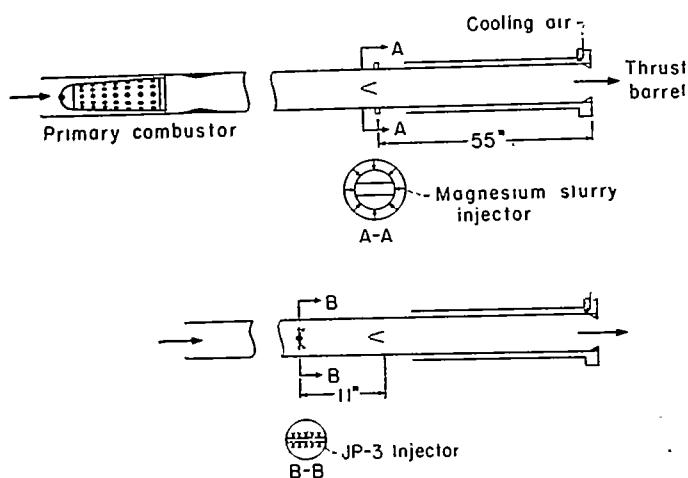 Cooling air
A
Thrust
barrel
Primary combustor
A
55"
Magnesium slurry
injector
A-A
B
B
11"
JP-3 Injector
B-B